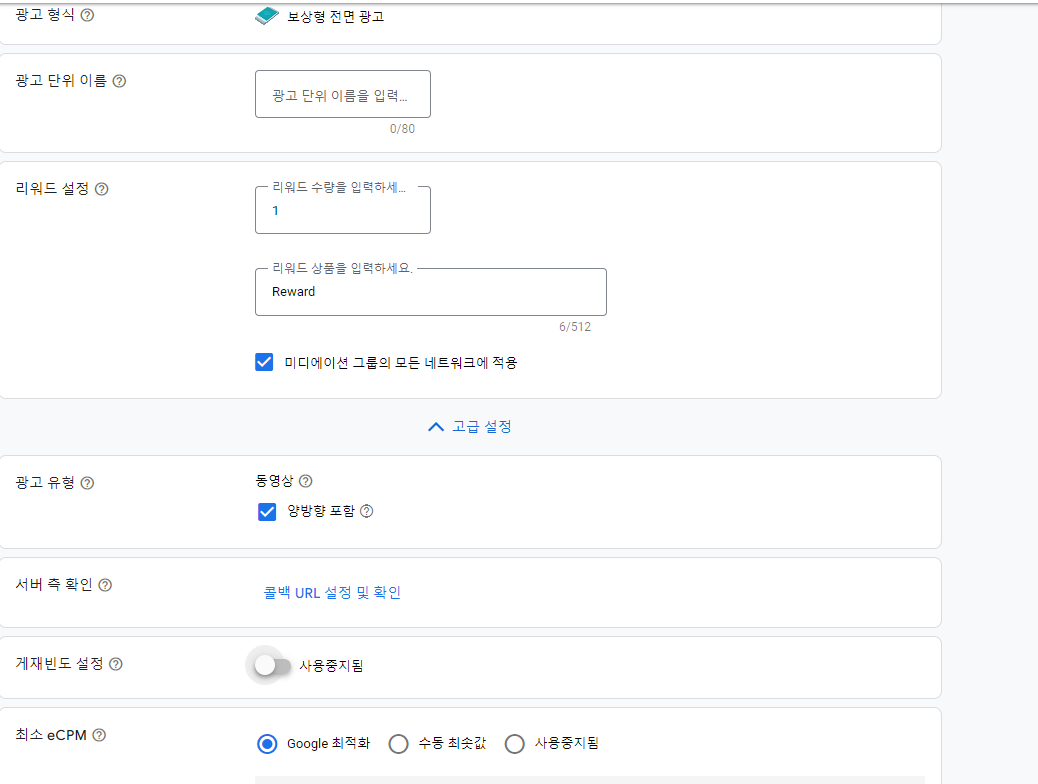 광고 형식
보상형 전면 광고
광고 단위 이름
광고 단위 이름을 입력...
0/80
리워드 설정
리워드 수량을 입력하세...
1
리워드 상품을 입력하세요.
Reward
6/512
미디에이션 그룹의 모든 네트워크에 적용
고급 설정
광고 유형
동영상
양방향 포함
서버 측 확인
콜백 URL 설정 및 확인
게재빈도 설정
사용중지됨
최소 eCPM
Google 최적화
수동 최솟값
사용중지됨